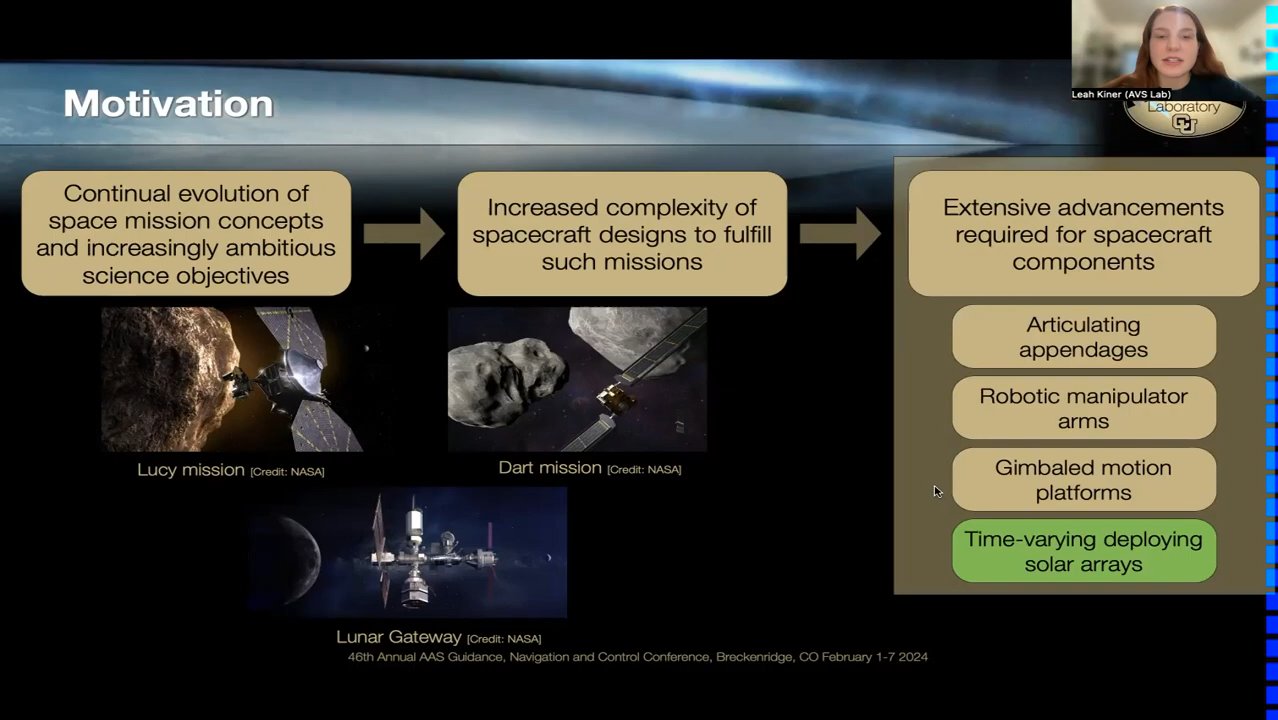 Motivation
Leah Kiner (AVS Lab)
Laboratory
Continual evolution of
space mission concepts
and increasingly ambitious
science objectives
Increased complexity of
spacecraft designs to fulfill
such missions
Extensive advancements
required for spacecraft
components
Articulating
appendages
Robotic manipulator
arms
Gimbaled motion
platforms
Time-varying deploying
solar arrays
Lucy mission [Credit: NASA]
Dart mission [Credit: NASA]
Lunar Gateway [Credit: NASA]
46th Annual AAS Guidance, Navigation and Control Conference, Breckenridge, CO February 1-7 2024